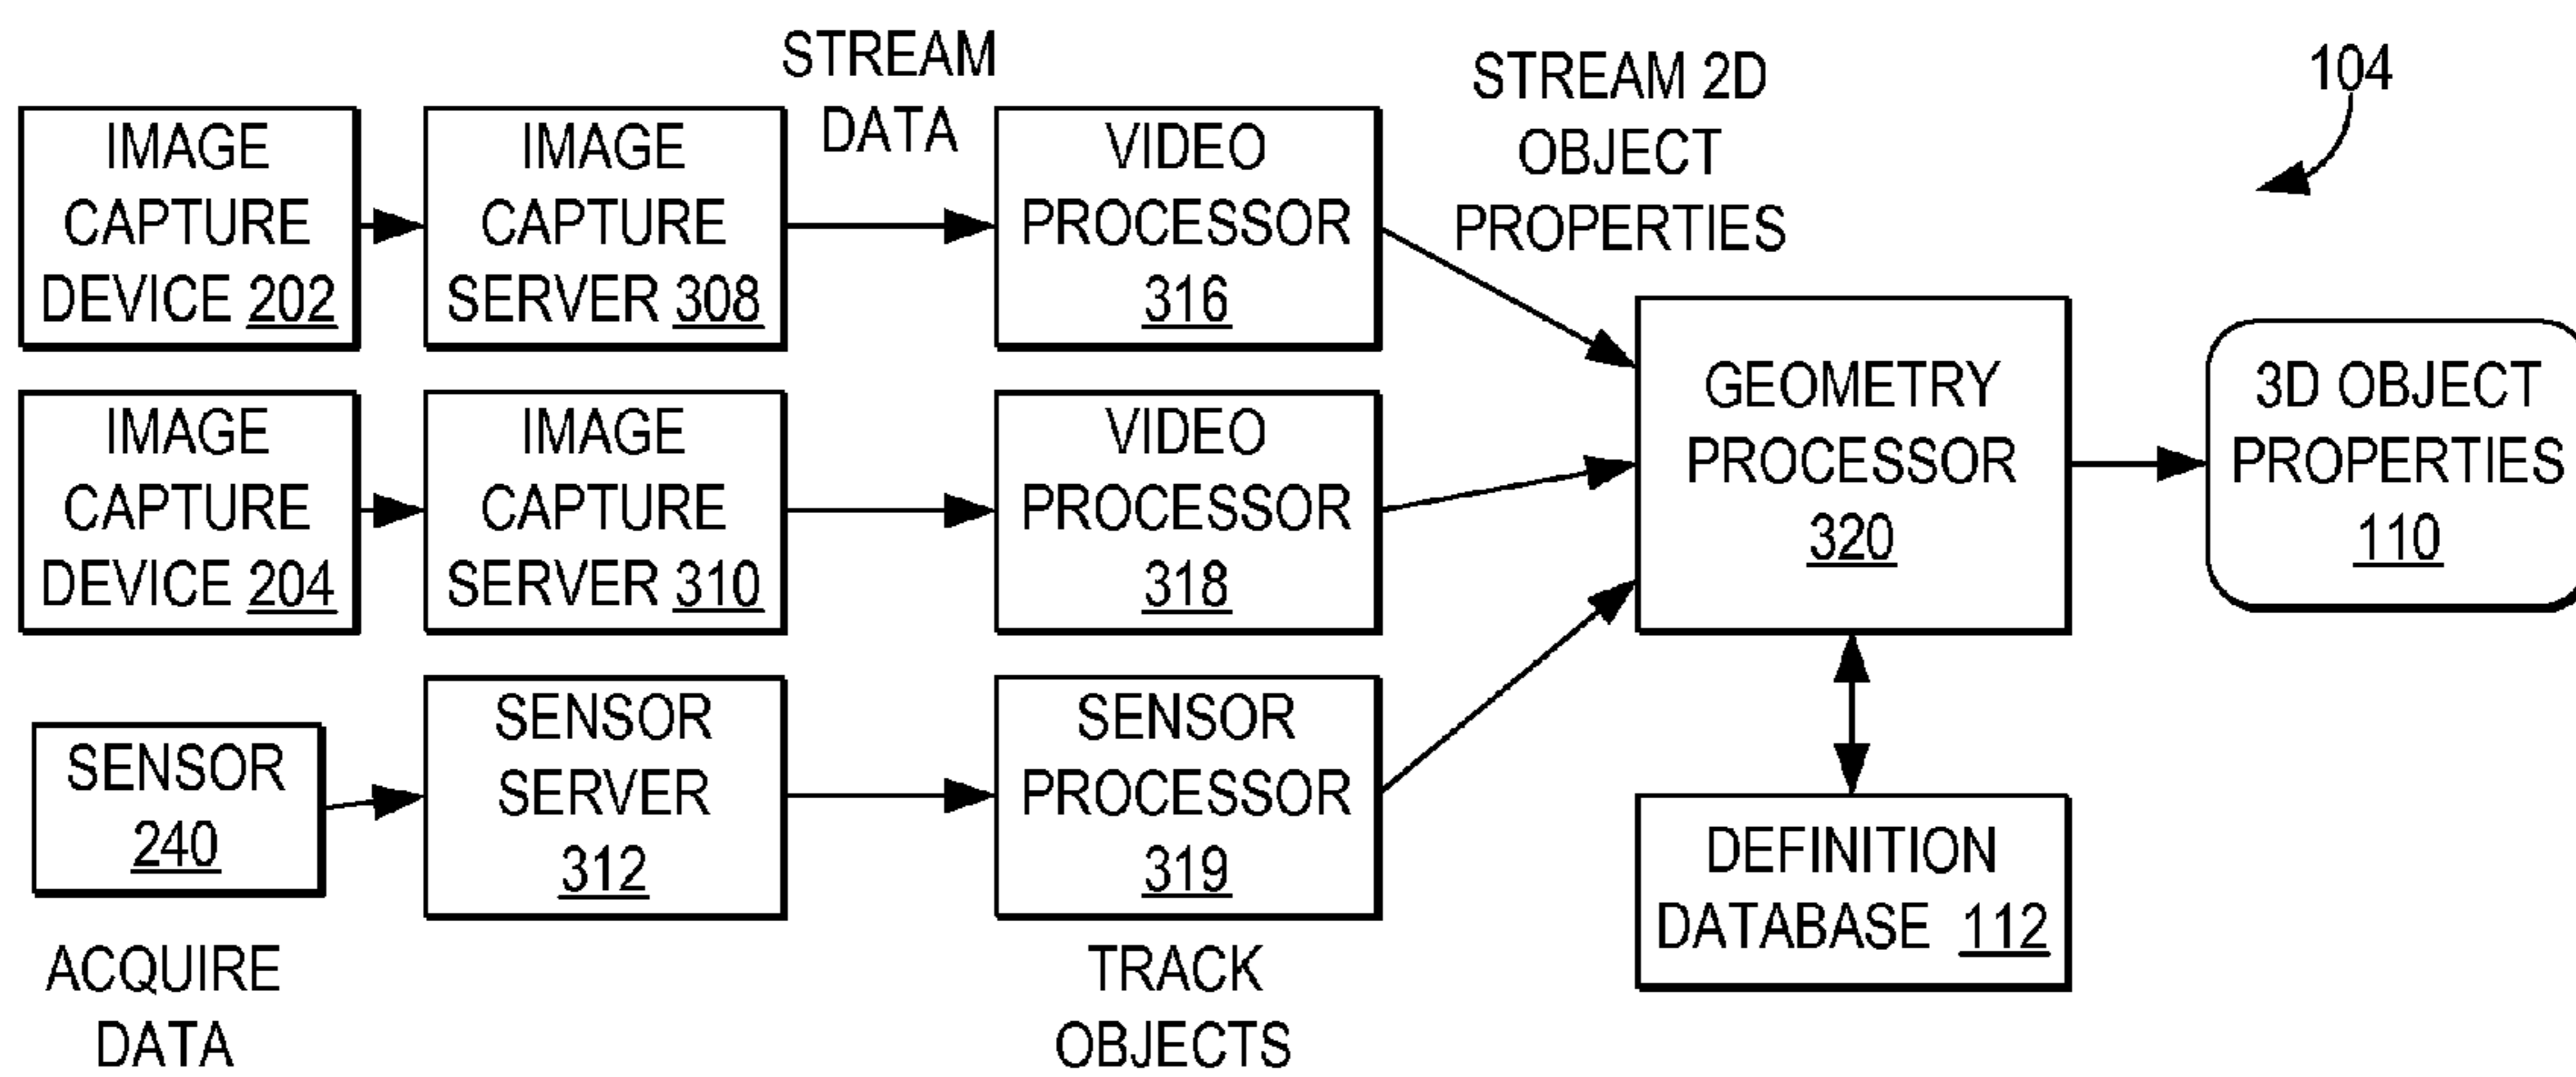 STREAM
DATA
STREAM 2D
OBJECT
PROPERTIES
104
IMAGE
CAPTURE
DEVICE 202
IMAGE
CAPTURE
SERVER 308
VIDEO
PROCESSOR
316
IMAGE
CAPTURE
DEVICE 204
IMAGE
CAPTURE
SERVER 310
VIDEO
PROCESSOR
318
GEOMETRY
PROCESSOR
320
3D OBJECT
PROPERTIES
110
SENSOR
240
SENSOR
SERVER
312
SENSOR
PROCESSOR
319
DEFINITION
DATABASE 112
ACQUIRE
DATA
TRACK
OBJECTS